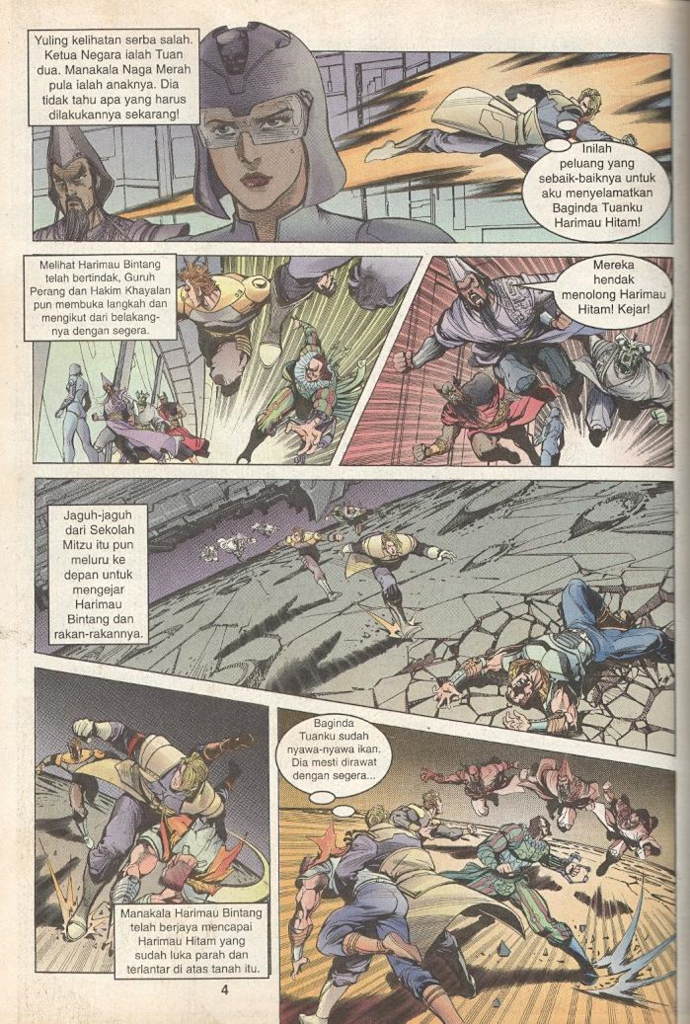 Yuling kelihatan serba salah.
Ketua Negara ialah Tuan
dua. Manakala Naga Merah
pula ialah anaknya. Dia
tidak tahu apa yang harus
dilakukannya sekarang!
Inilah
peluang yang
sebaik-baiknya untuk
aku menyelamatkan
Baginda Tuanku
Harimau Hitam!
Melihat Harimau Bintang
telah bertindak, Guruh
Perang dan Hakim Khayalan
pun membuka langkah dan
mengikut dari belakang-
nya dengan segera.
Mereka
hendak
menolong Harimau
Hitam! Kejar!
Jaguh-jaguh
dari Sekolah
Mitzu itu pun
meluru ke
depan untuk
mengejar
Harimau
Bintang dan
rakan-rakannya.
Manakala Harimau Bintang
telah berjaya mencapai
Harimau Hitam yang
sudah luka parah dan
terlantar di atas tanah itu.
Baginda
Tuanku sudah
nyawa-nyawa ikan.
Dia mesti dirawat
dengan segera...
4